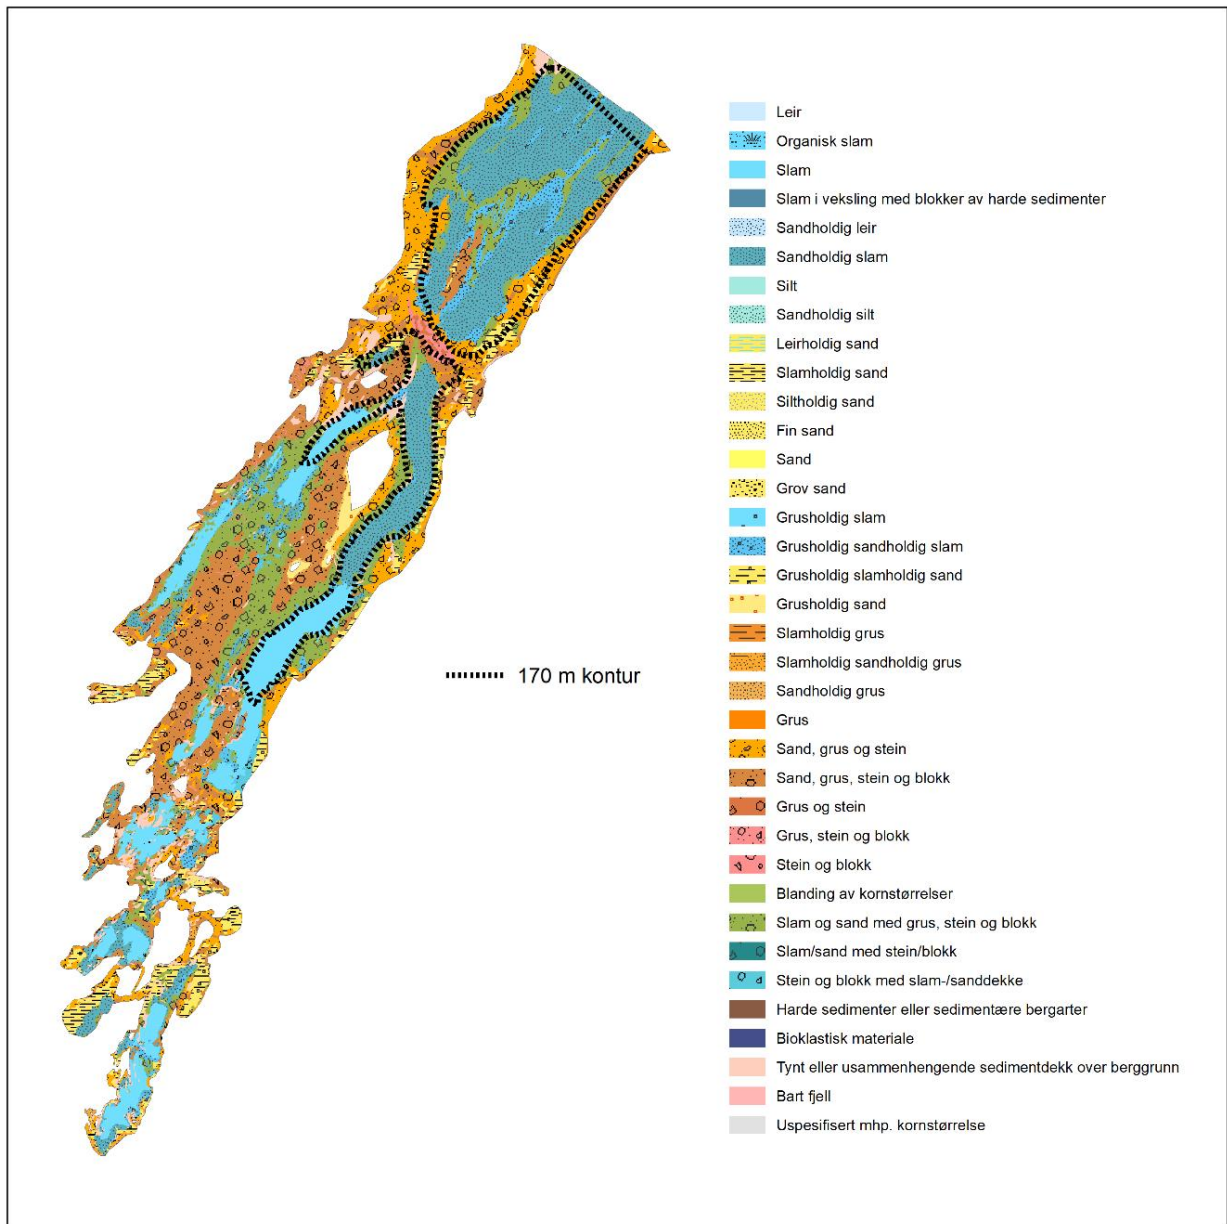 Leir
Organisk slam
Slam
Slam i veksling med blokker av harde sedimenter
Sandholdig leir
Sandholdig slam
Silt
Sandholdig silt
Leirholdig sand
Slamholdig sand
Siltholdig sand
Fin sand
Sand
Grov sand
Grusholdig slam
Grusholdig sandholdig slam
Grusholdig slamholdig sand
Grusholdig sand
Slamholdig grus
Slamholdig sandholdig grus
170 m kontur
Sandholdig grus
Grus
Sand, grus og stein
Sand, grus, stein og blokk
Grus og stein
Grus, stein og blokk
Stein og blokk
Blanding av kornstørrelser
Slam og sand med grus, stein og blokk
Slam/sand med stein/blokk
Stein og blokk med slam-/sanddekke
Harde sedimenter eller sedimentære bergarter
Bioklastisk materiale
Tynt eller usammenhengende sedimentdekk over berggrunn
Bart fjell
Uspesifisert mhp. kornstørrelse